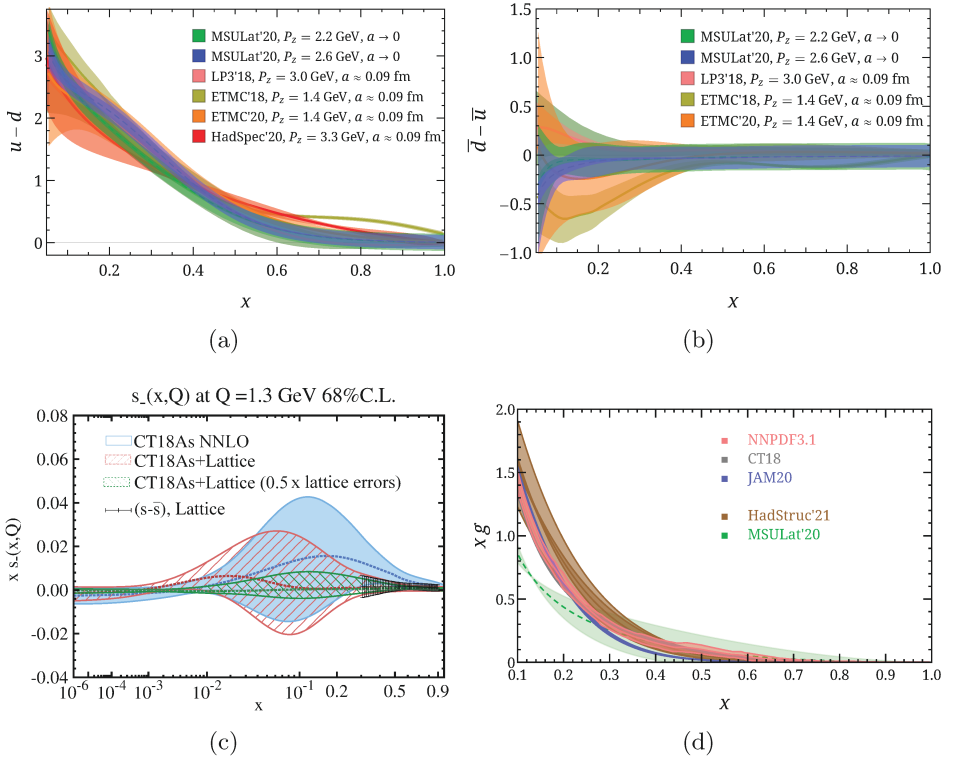 3
2
1
0
0.2
0.4
0.6
0.8
1.0
u − d
x
MSULat'20, P_z = 2.2 GeV, a → 0
MSULat'20, P_z = 2.6 GeV, a → 0
LP3'18, P_z = 3.0 GeV, a ≈ 0.09 fm
ETMC'18, P_z = 1.4 GeV, a ≈ 0.09 fm
ETMC'20, P_z = 1.4 GeV, a ≈ 0.09 fm
HadSpec'20, P_z = 3.3 GeV, a ≈ 0.09 fm
(a)
1.5
1.0
0.5
0
−0.5
−1.0
0.2
0.4
0.6
0.8
1.0
d̅ − u̅
x
MSULat'20, P_z = 2.2 GeV, a → 0
MSULat'20, P_z = 2.6 GeV, a → 0
LP3'18, P_z = 3.0 GeV, a ≈ 0.09 fm
ETMC'18, P_z = 1.4 GeV, a ≈ 0.09 fm
ETMC'20, P_z = 1.4 GeV, a ≈ 0.09 fm
(b)
s_-(x,Q) at Q =1.3 GeV 68%C.L.
0.08
0.06
0.04
0.02
0.00
-0.02
-0.04
x s_-(x,Q)
CT18As NNLO
CT18As+Lattice
CT18As+Lattice (0.5 x lattice errors)
(s-s̅), Lattice
10^-6
10^-4
10^-3
10^-2
10^-1
0.2
0.5
0.9
x
(c)
2.0
1.5
1.0
0.5
0
0.1
0.2
0.3
0.4
0.5
0.6
0.7
0.8
0.9
1.0
x g
x
NNPDF3.1
CT18
JAM20
HadStruc'21
MSULat'20
(d)